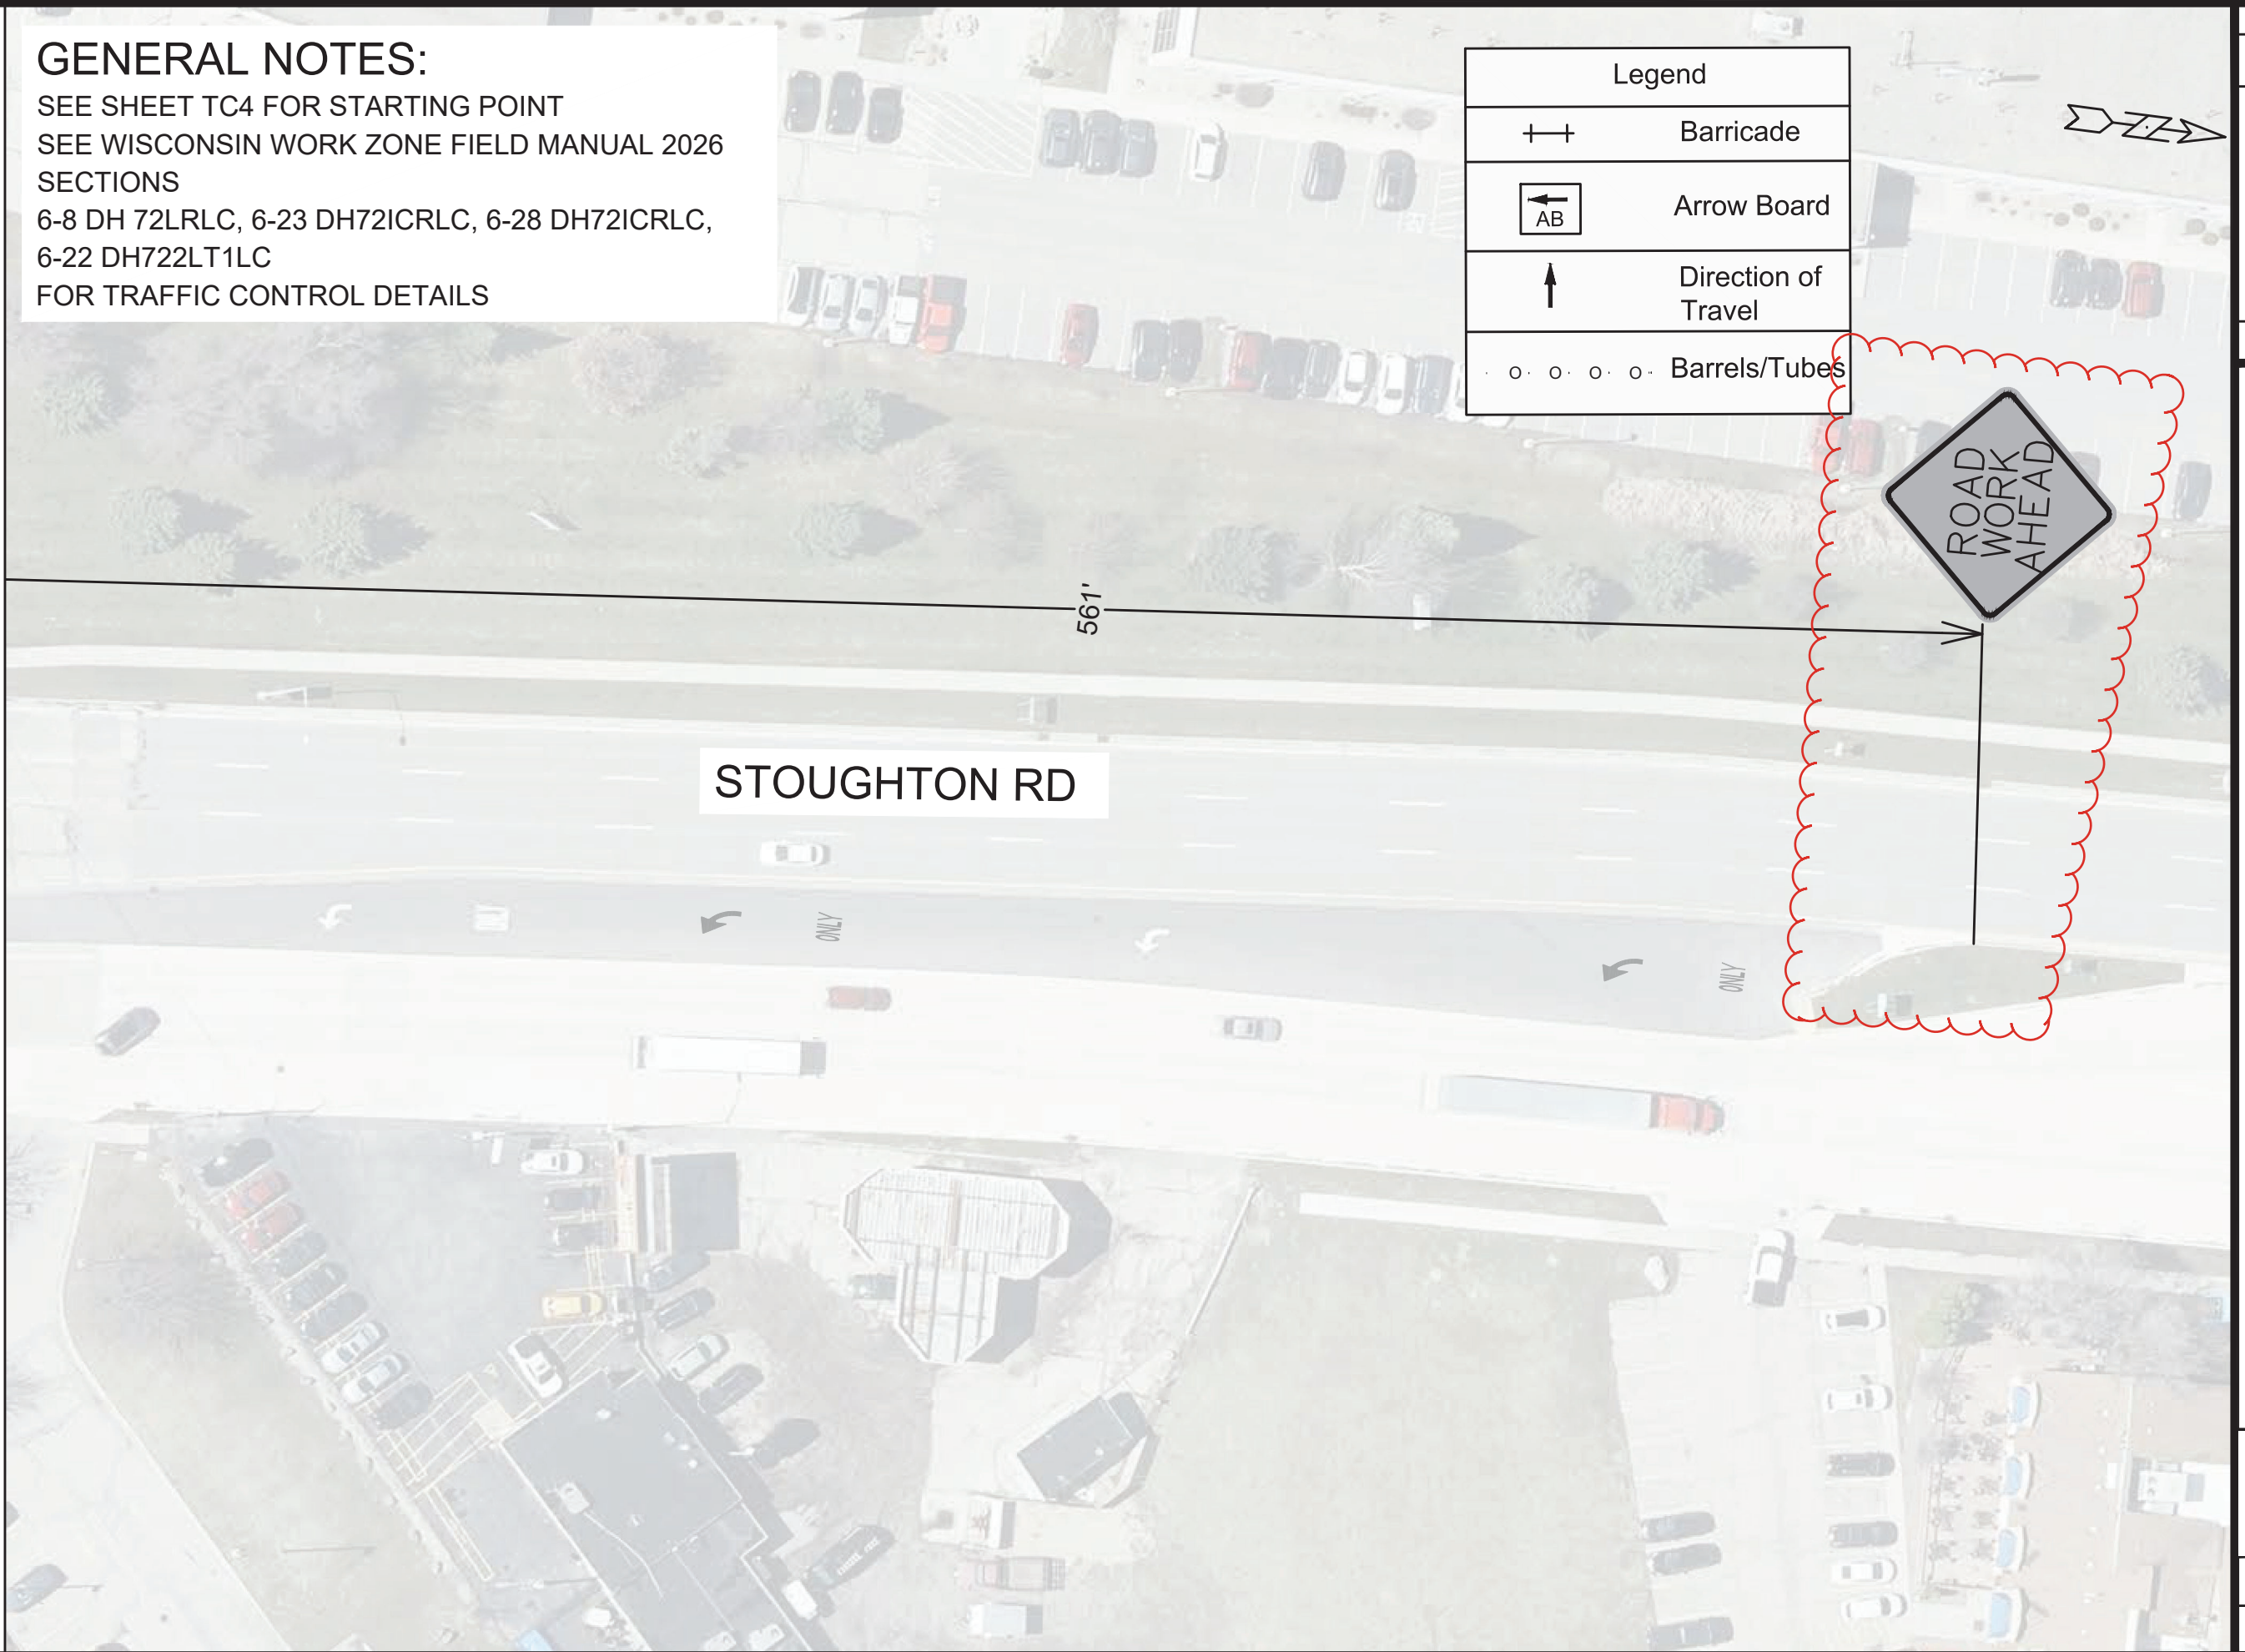 GENERAL NOTES:
SEE SHEET TC4 FOR STARTING POINT
SEE WISCONSIN WORK ZONE FIELD MANUAL 2026
SECTIONS
6-8 DH 72LRLC, 6-23 DH72ICRLC, 6-28 DH72ICRLC,
6-22 DH722LT1LC
FOR TRAFFIC CONTROL DETAILS
Legend
Barricade
AB
Arrow Board
Direction of
Travel
Barrels/Tubes
N
ROAD
WORK
AHEAD
561'
STOUGHTON RD
ONLY
ONLY